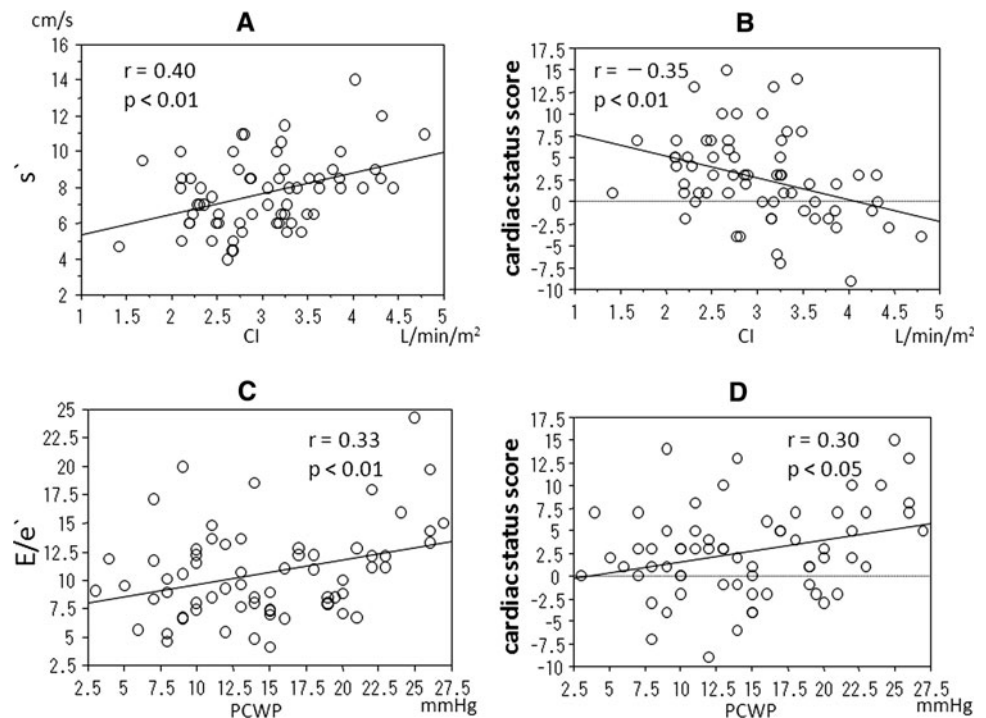 A
cm/s
16
14
12
10
8
6
4
2
s`
r = 0.40
p < 0.01
1 1.5 2 2.5 3 3.5 4 4.5 5
CI L/min/m²
B
17.5
15
12.5
10
7.5
5
2.5
0
-2.5
-5
-7.5
-10
cardiac status score
r = －0.35
p < 0.01
1 1.5 2 2.5 3 3.5 4 4.5 5
CI L/min/m²
C
25
22.5
20
17.5
15
12.5
10
7.5
5
2.5
E/e`
r = 0.33
p < 0.01
2.5 5 7.5 10 12.5 15 17.5 20 22.5 25 27.5
PCWP mmHg
D
17.5
15
12.5
10
7.5
5
2.5
0
-2.5
-5
-7.5
-10
cardiac status score
r = 0.30
p < 0.05
2.5 5 7.5 10 12.5 15 17.5 20 22.5 25 27.5
PCWP mmHg